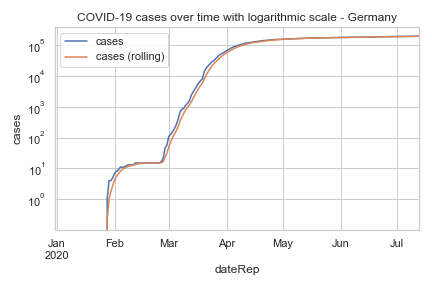 COVID-19 cases over time with logarithmic scale - Germany
cases
cases (rolling)
10^5
10^4
10^3
10^2
10^1
10^0
cases
Jan Feb Mar Apr May Jun Jul
2020
dateRep